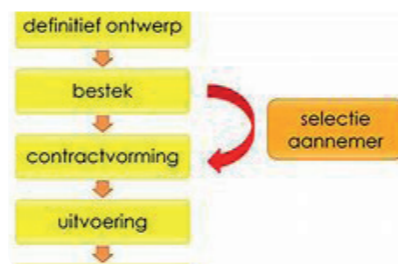 definitief ontwerp
bestek
selectie
aannemer
contractvorming
uitvoering